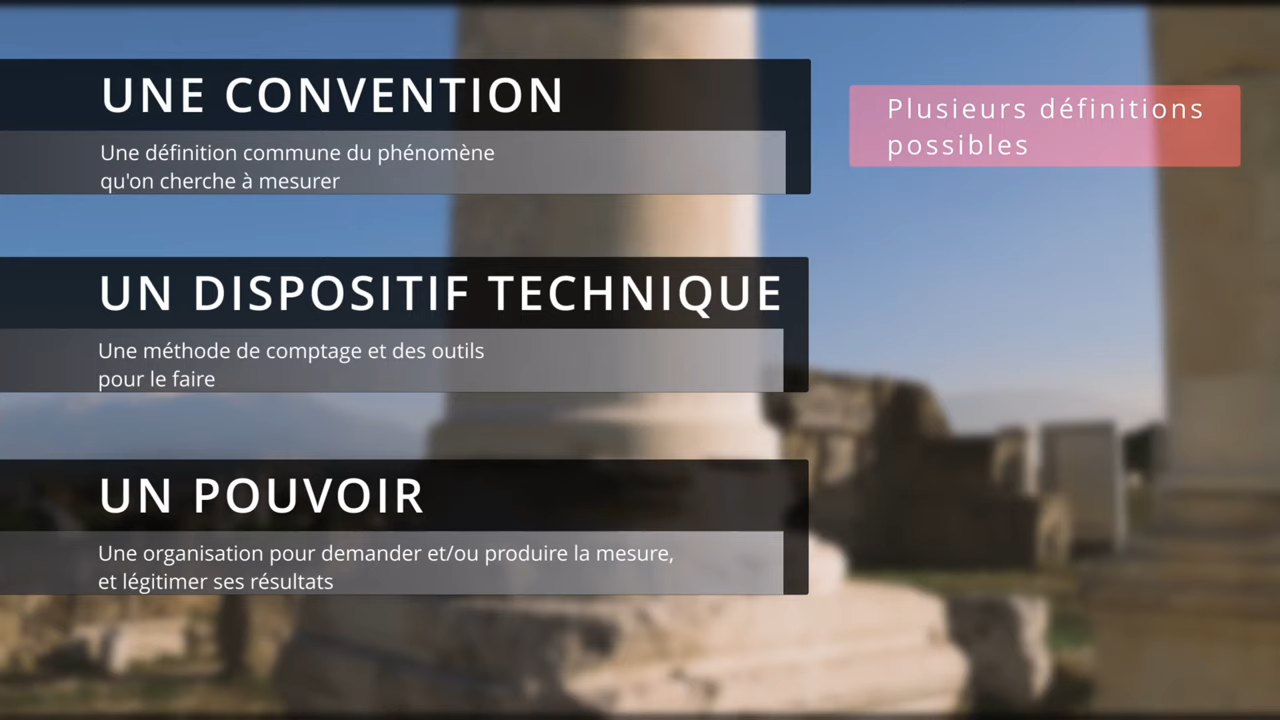 UNE CONVENTION
Une définition commune du phénomène
qu'on cherche à mesurer
Plusieurs définitions
possibles
UN DISPOSITIF TECHNIQUE
Une méthode de comptage et des outils
pour le faire
UN POUVOIR
Une organisation pour demander et/ou produire la mesure,
et légitimer ses résultats